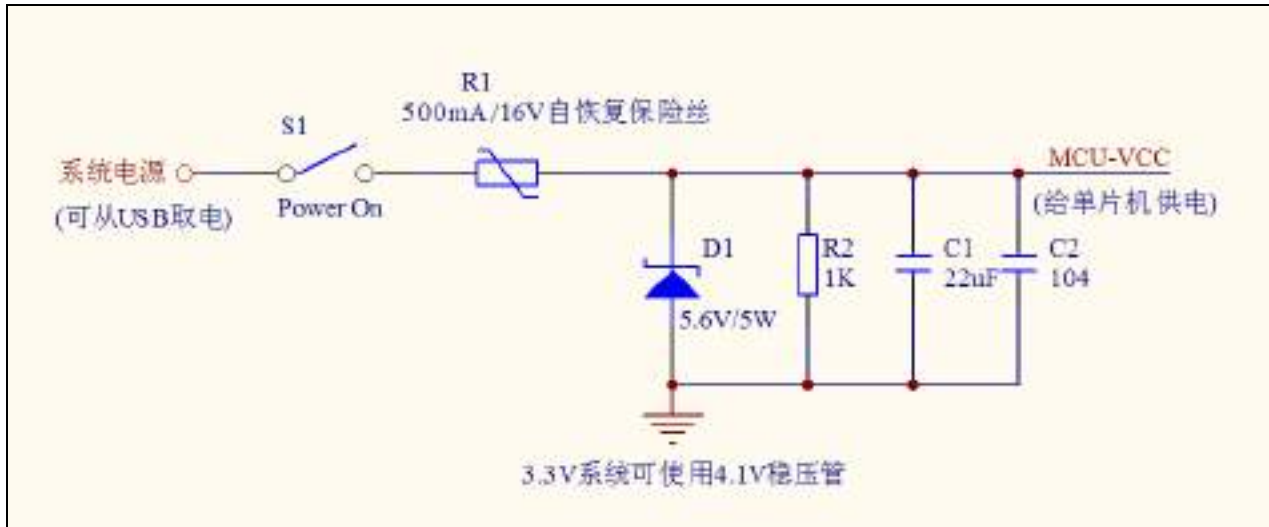 R1
500mA/16V自恢复保险丝
S1
系统电源
MCU-VCC
(可从USB取电)
Power On
(给单片机供电)
D1
R2
C1
C2
1K
22uF
104
5.6V/5W
3.3V系统可使用4.1V稳压管